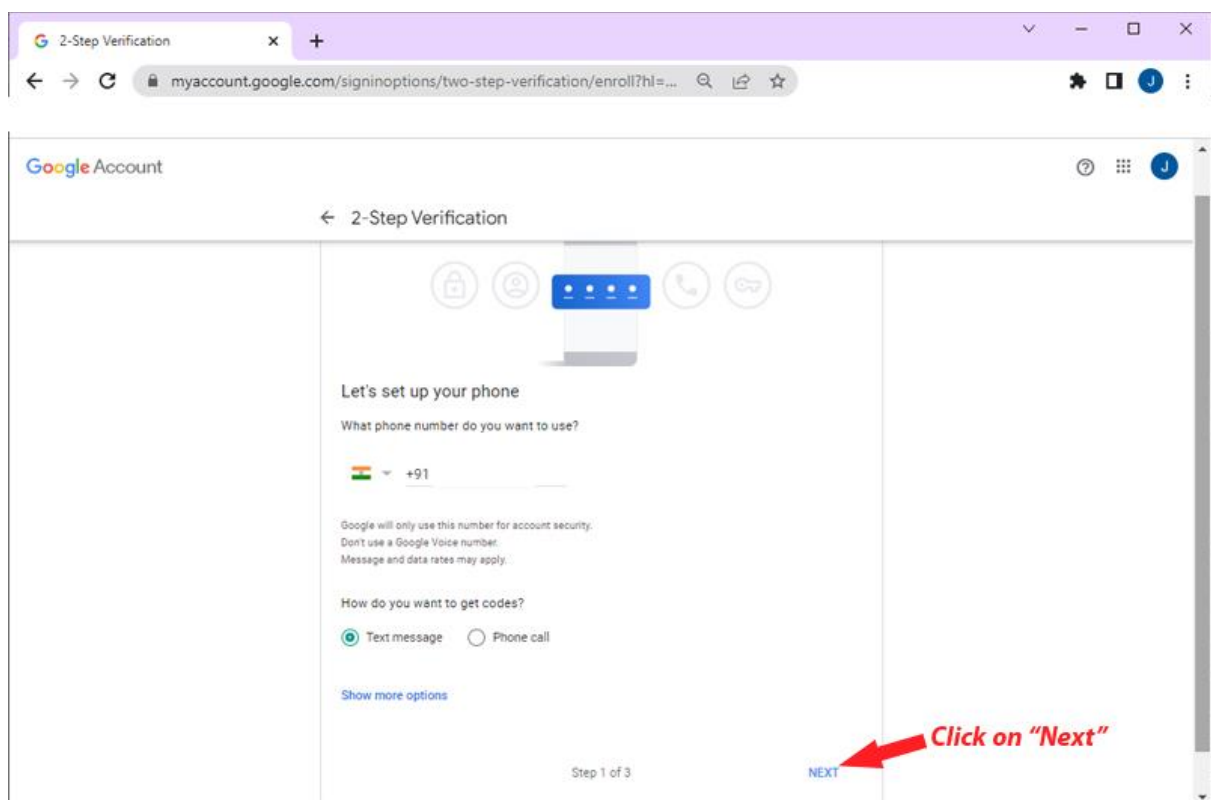 2-Step Verification
myaccount.google.com/signinoptions/two-step-verification/enroll?hl=...
J
Google Account
J
2-Step Verification
Let's set up your phone
What phone number do you want to use?
+91
Google will only use this number for account security.
Don't use a Google Voice number.
Message and data rates may apply.
How do you want to get codes?
Text message Phone call
Show more options
Click on “Next”
Step 1 of 3 NEXT